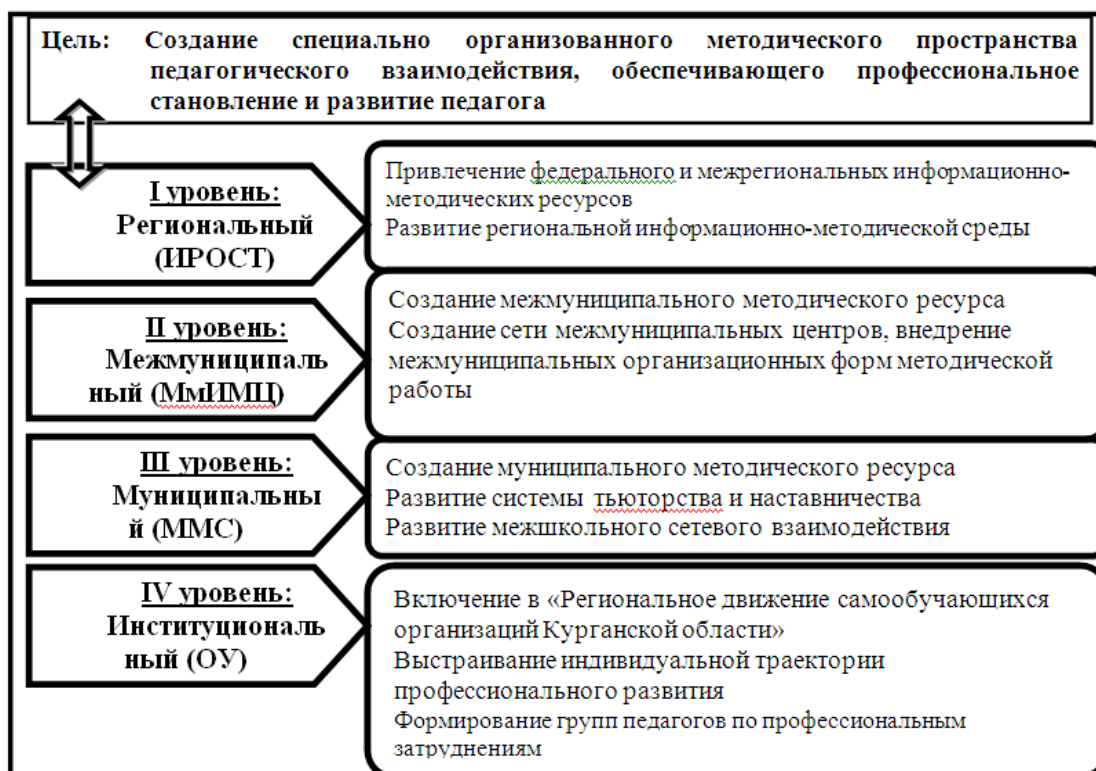 Цель: Создание специально организованного методического пространства
педагогического взаимодействия, обеспечивающего профессиональное
становление и развитие педагога
I уровень:
Региональный
(ИРОСТ)
Привлечение федерального и межрегиональных информационно-
методических ресурсов
Развитие региональной информационно-методической среды
II уровень:
Межмуниципаль
ный (МмИМЦ)
Создание межмуниципального методического ресурса
Создание сети межмуниципальных центров, внедрение
межмуниципальных организационных форм методической
работы
III уровень:
Муниципальны
й (ММС)
Создание муниципального методического ресурса
Развитие системы тьюторства и наставничества
Развитие межшкольного сетевого взаимодействия
IV уровень:
Институциональ
ный (ОУ)
Включение в «Региональное движение самообучающихся
организаций Курганской области»
Выстраивание индивидуальной траектории
профессионального развития
Формирование групп педагогов по профессиональным
затруднениям